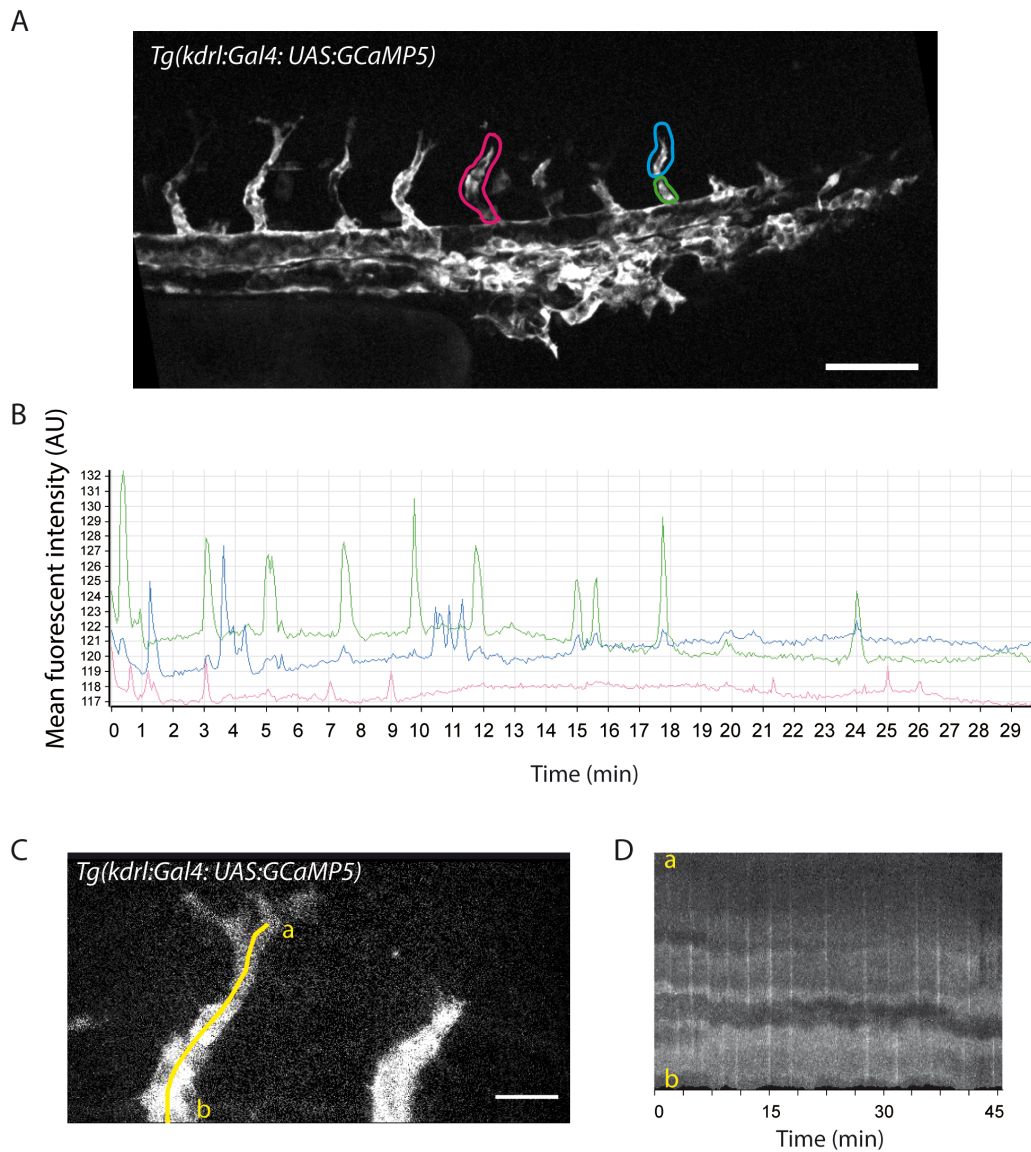 A
Tg(kdrl:Gal4: UAS:GCaMP5)
B
Mean fluorescent intensity (AU)
132
131
130
129
128
127
126
125
124
123
122
121
120
119
118
117
0 1 2 3 4 5 6 7 8 9 10 11 12 13 14 15 16 17 18 19 20 21 22 23 24 25 26 27 28 29
Time (min)
C
Tg(kdrl:Gal4: UAS:GCaMP5)
a
b
D
a
b
0 15 30 45
Time (min)